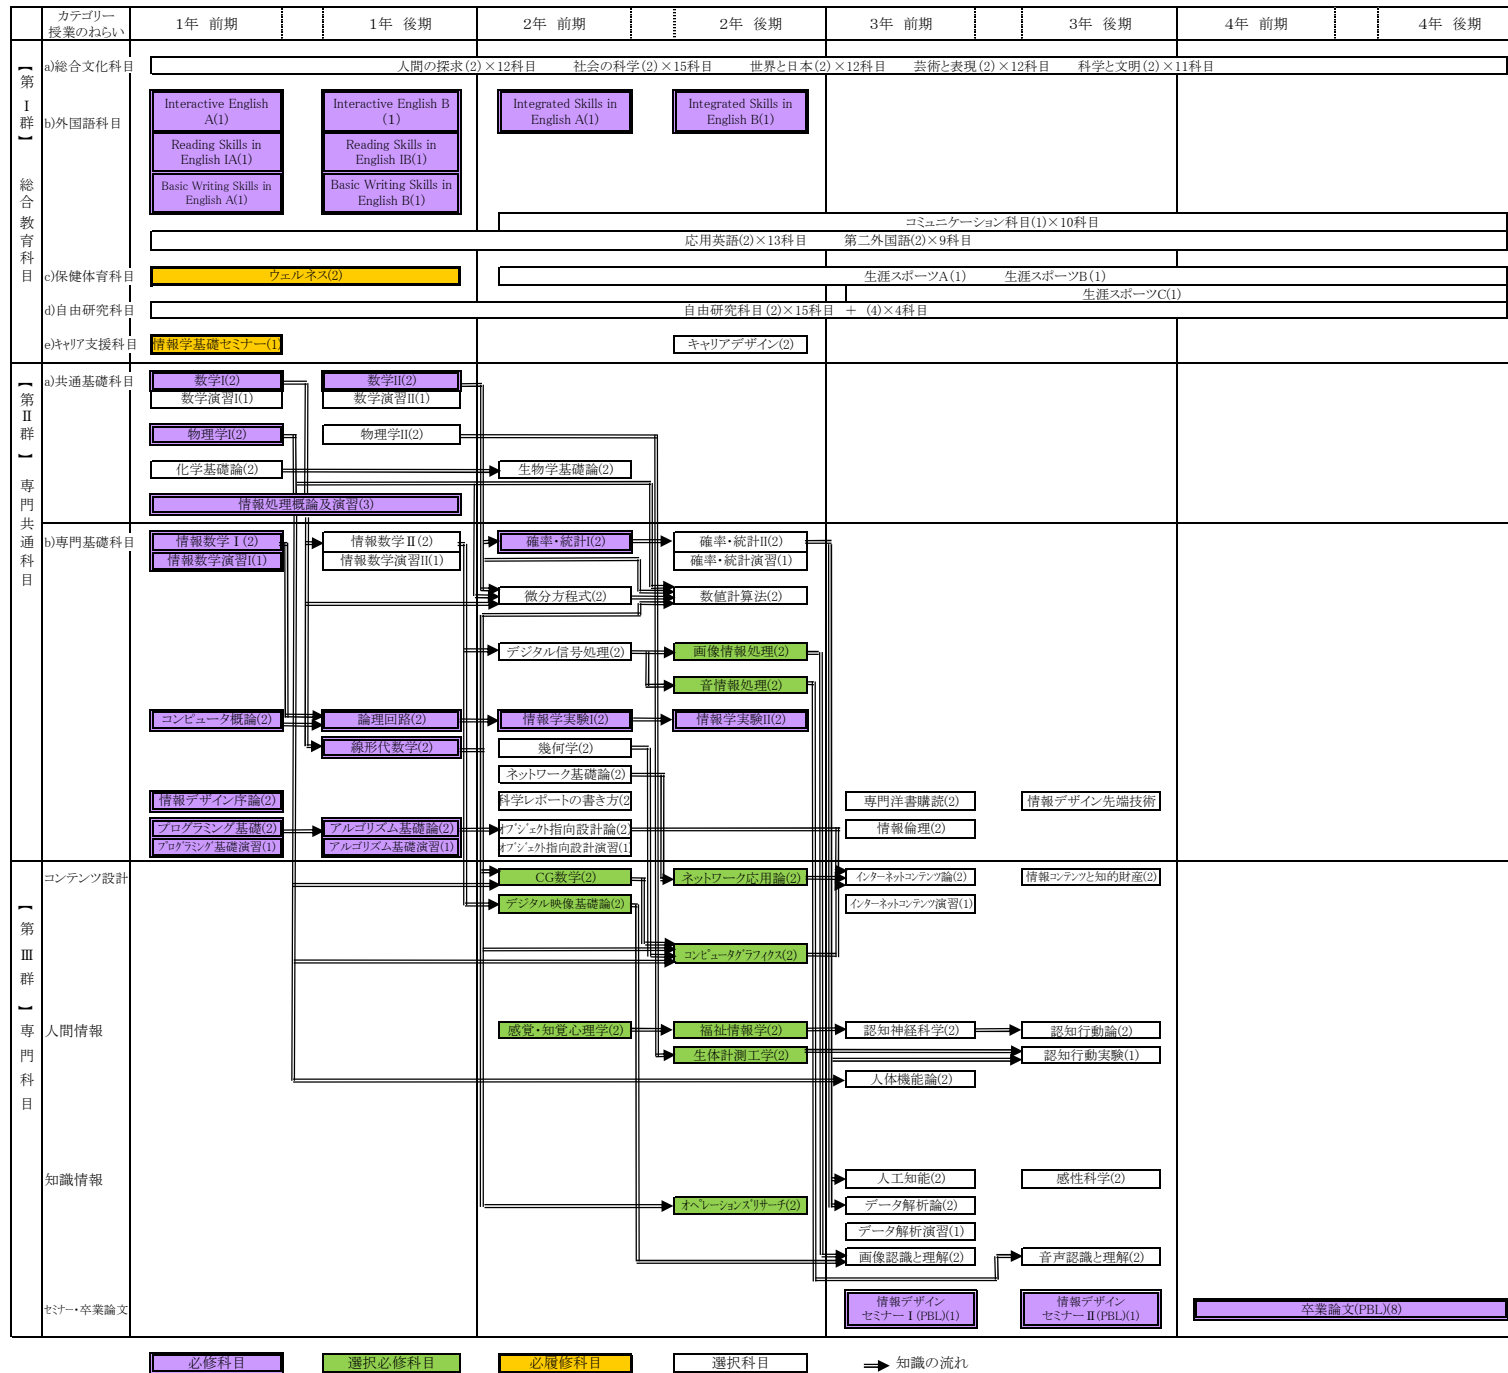 カテゴリー
授業のねらい
1年 前期
1年 後期
2年 前期
2年 後期
3年 前期
3年 後期
4年 前期
4年 後期
【第Ⅰ群】 総合教育科目
a)総合文化科目
人間の探求(2)×12科目 社会の科学(2)×15科目 世界と日本(2)×12科目 芸術と表現(2)×12科目 科学と文明(2)×11科目
b)外国語科目
Interactive English
A(1)
Interactive English B
(1)
Integrated Skills in
English A(1)
Integrated Skills in
English B(1)
Reading Skills in
English IA(1)
Reading Skills in
English IB(1)
Basic Writing Skills in
English A(1)
Basic Writing Skills in
English B(1)
コミュニケーション科目(1)×10科目
応用英語(2)×13科目 第二外国語(2)×9科目
c)保健体育科目
ウェルネス(2)
生涯スポーツA(1) 生涯スポーツB(1)
生涯スポーツC(1)
d)自由研究科目
自由研究科目(2)×15科目 + (4)×4科目
e)キャリア支援科目
情報学基礎セミナー(1)
キャリアデザイン(2)
【第Ⅱ群】 専門共通科目
a)共通基礎科目
数学I(2)
数学II(2)
数学演習I(1)
数学演習II(1)
物理学I(2)
物理学II(2)
化学基礎論(2)
生物学基礎論(2)
情報処理概論及演習(3)
b)専門基礎科目
情報数学Ⅰ(2)
情報数学Ⅱ(2)
確率・統計I(2)
確率・統計II(2)
情報数学演習I(1)
情報数学演習II(1)
確率・統計演習(1)
微分方程式(2)
数値計算法(2)
デジタル信号処理(2)
画像情報処理(2)
音情報処理(2)
コンピュータ概論(2)
論理回路(2)
情報学実験I(2)
情報学実験II(2)
線形代数学(2)
幾何学(2)
ネットワーク基礎論(2)
情報デザイン序論(2)
科学レポートの書き方(2
専門洋書購読(2)
情報デザイン先端技術
プログラミング基礎(2)
アルゴリズム基礎論(2)
オブジェクト指向設計論(2)
情報倫理(2)
プログラミング基礎演習(1)
アルゴリズム基礎演習(1)
オブジェクト指向設計演習(1)
【第Ⅲ群】専門科目
コンテンツ設計
CG数学(2)
ネットワーク応用論(2)
インターネットコンテンツ論(2)
情報コンテンツと知的財産(2)
デジタル映像基礎論(2)
インターネットコンテンツ演習(1)
コンピュータグラフィクス(2)
人間情報
感覚・知覚心理学(2)
福祉情報学(2)
認知神経科学(2)
認知行動論(2)
生体計測工学(2)
認知行動実験(1)
人体機能論(2)
知識情報
人工知能(2)
感性科学(2)
オペレーションズリサーチ(2)
データ解析論(2)
データ解析演習(1)
画像認識と理解(2)
音声認識と理解(2)
セミナー・卒業論文
情報デザイン
セミナーⅠ(PBL)(1)
情報デザイン
セミナーⅡ(PBL)(1)
卒業論文(PBL)(8)
必修科目
選択必修科目
必履修科目
選択科目
知識の流れ